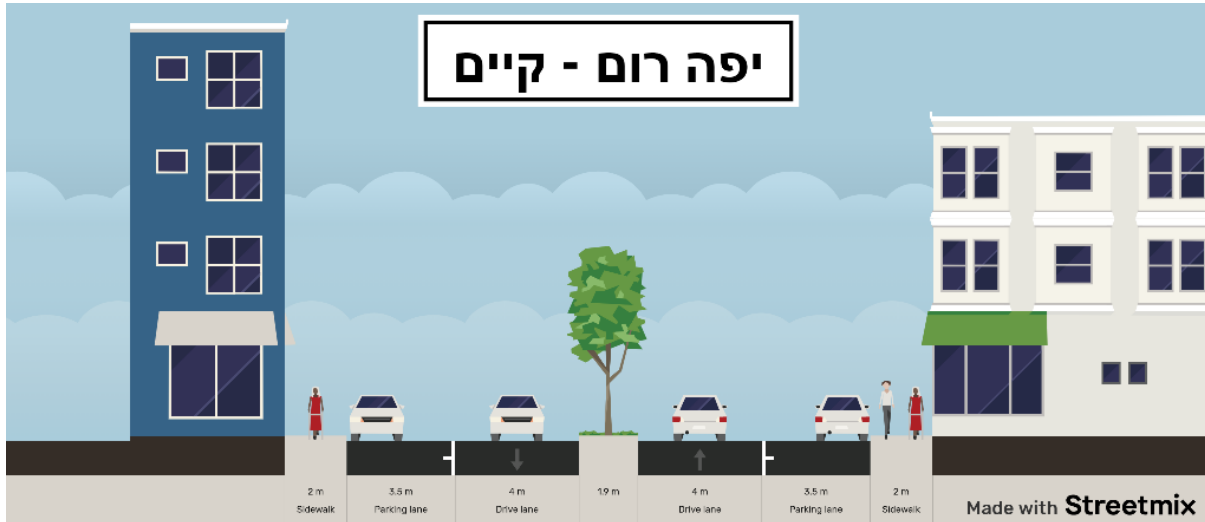 יפה רום - קיים
2 m
3.5 m
4 m
1.9 m
4 m
3.5 m
2 m
Sidewalk
Parking lane
Drive lane
Drive lane
Parking lane
Sidewalk
Made with Streetmix